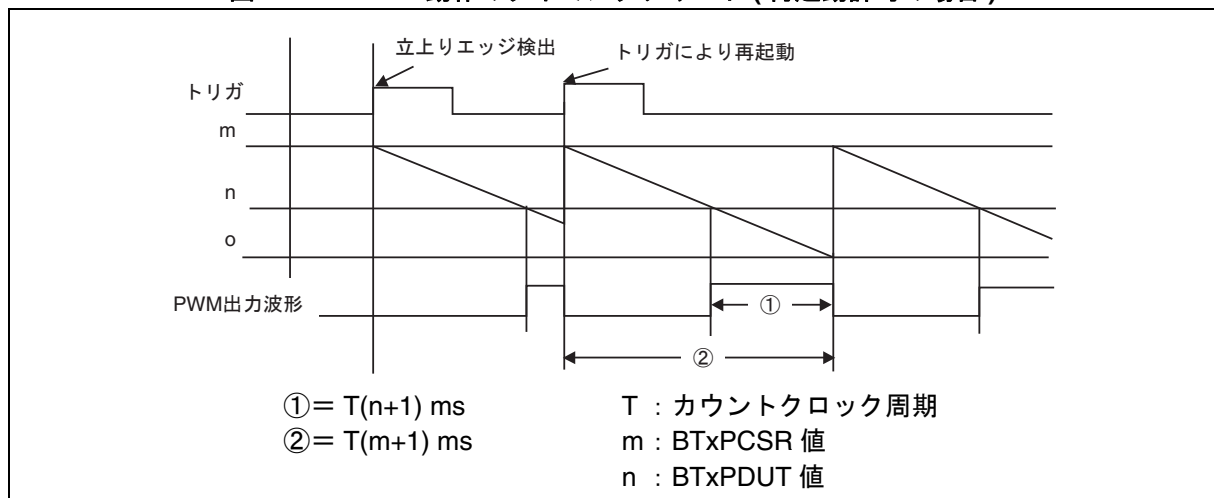 立上りエッジ検出
トリガにより再起動
トリガ
m
n
o
PWM出力波形
①
②
①= T(n+1) ms
②= T(m+1) ms
T : カウントクロック周期
m : BTxPCSR 値
n : BTxPDUT 値